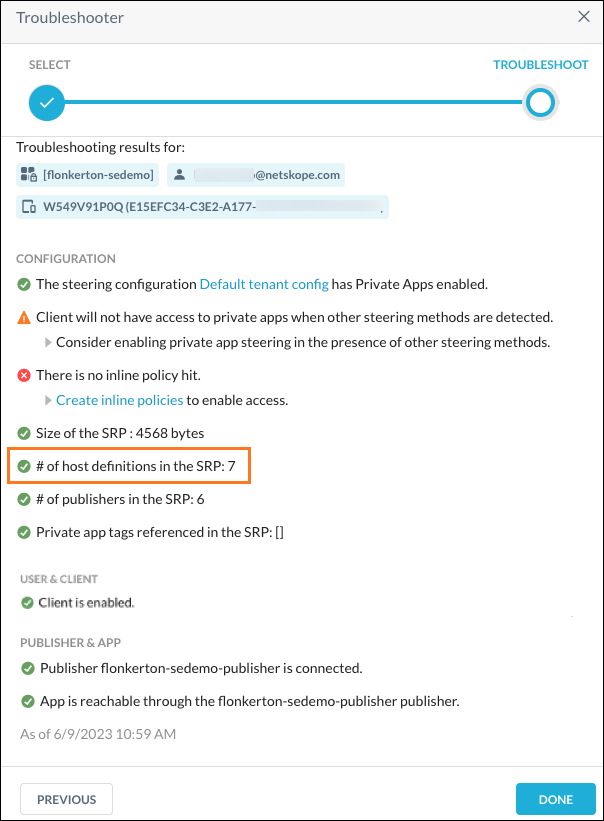 Troubleshooter
SELECT
TROUBLESHOOT
Troubleshooting results for:
[flonkerton-sedemo]
@netskope.com
W549V91P0Q (E15EFC34-C3E2-A177-
CONFIGURATION
The steering configuration Default tenant config has Private Apps enabled.
Client will not have access to private apps when other steering methods are detected.
Consider enabling private app steering in the presence of other steering methods.
There is no inline policy hit.
Create inline policies to enable access.
Size of the SRP : 4568 bytes
# of host definitions in the SRP: 7
# of publishers in the SRP: 6
Private app tags referenced in the SRP: []
USER & CLIENT
Client is enabled.
PUBLISHER & APP
Publisher flonkerton-sedemo-publisher is connected.
App is reachable through the flonkerton-sedemo-publisher publisher.
As of 6/9/2023 10:59 AM
PREVIOUS
DONE